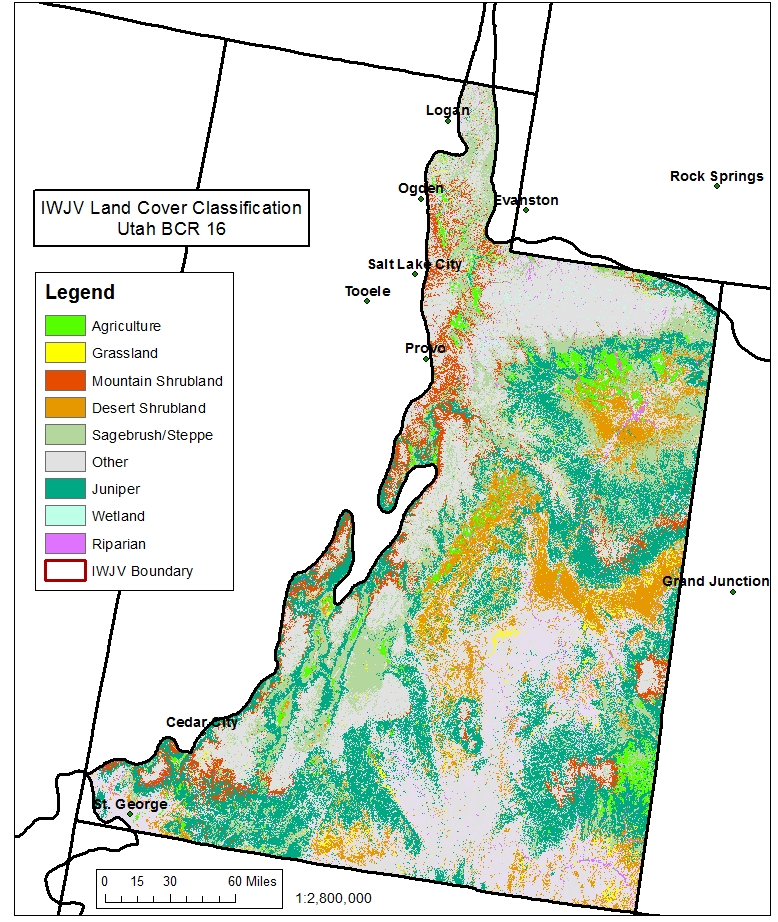 Logan
Rock Springs
Ogden
Evanston
IWJV Land Cover Classification
Utah BCR 16
Salt Lake City
Tooele
Legend
Agriculture
Grassland
Provo
Mountain Shrubland
Desert Shrubland
Sagebrush/Steppe
Other
Juniper
Wetland
Riparian
IWJV Boundary
Grand Junction
Cedar City
St. George
0 15 30 60 Miles
1:2,800,000